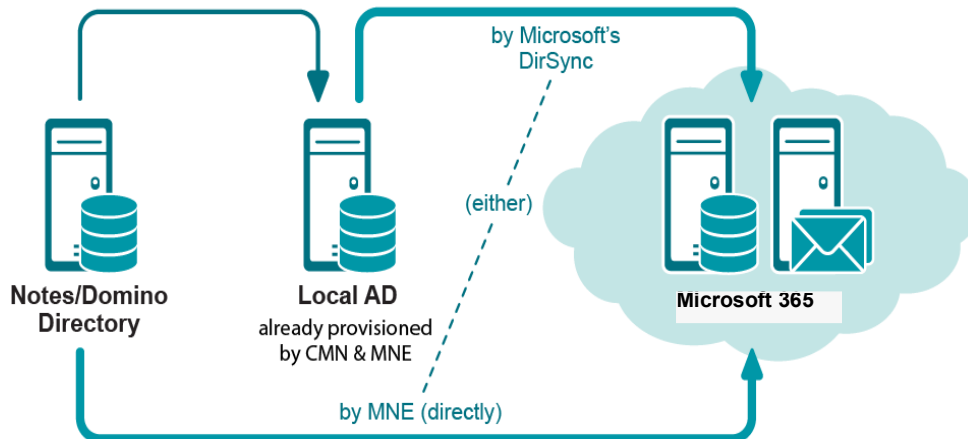 by Microsoft's
DirSync
(either)
Notes/Domino
Directory
Local AD
already provisioned
by CMN & MNE
Microsoft 365
by MNE (directly)